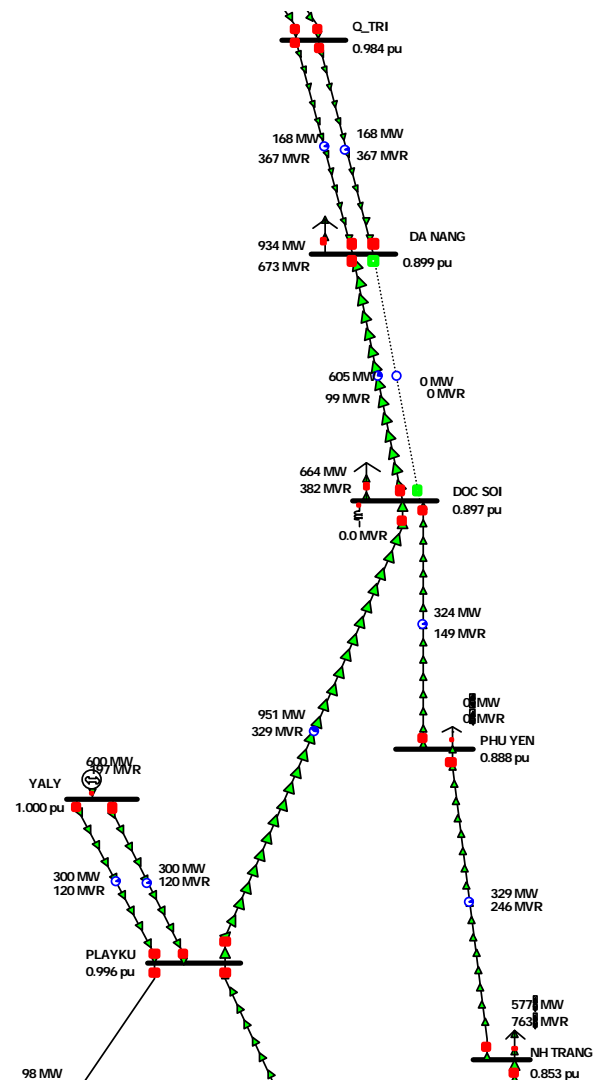 Q_TRI
0.984 pu
168 MW
367 MVR
168 MW
367 MVR
DA NANG
0.899 pu
934 MW
673 MVR
605 MW
99 MVR
0 MW
0 MVR
664 MW
382 MVR
0.0 MVR
DOC SOI
0.897 pu
324 MW
149 MVR
951 MW
329 MVR
MW
MVR
PHU YEN
0.888 pu
600 MW
MVR
YALY
1.000 pu
300 MW
120 MVR
300 MW
120 MVR
329 MW
246 MVR
PLAYKU
0.996 pu
577 MW
763 MVR
NH TRANG
0.853 pu
98 MW